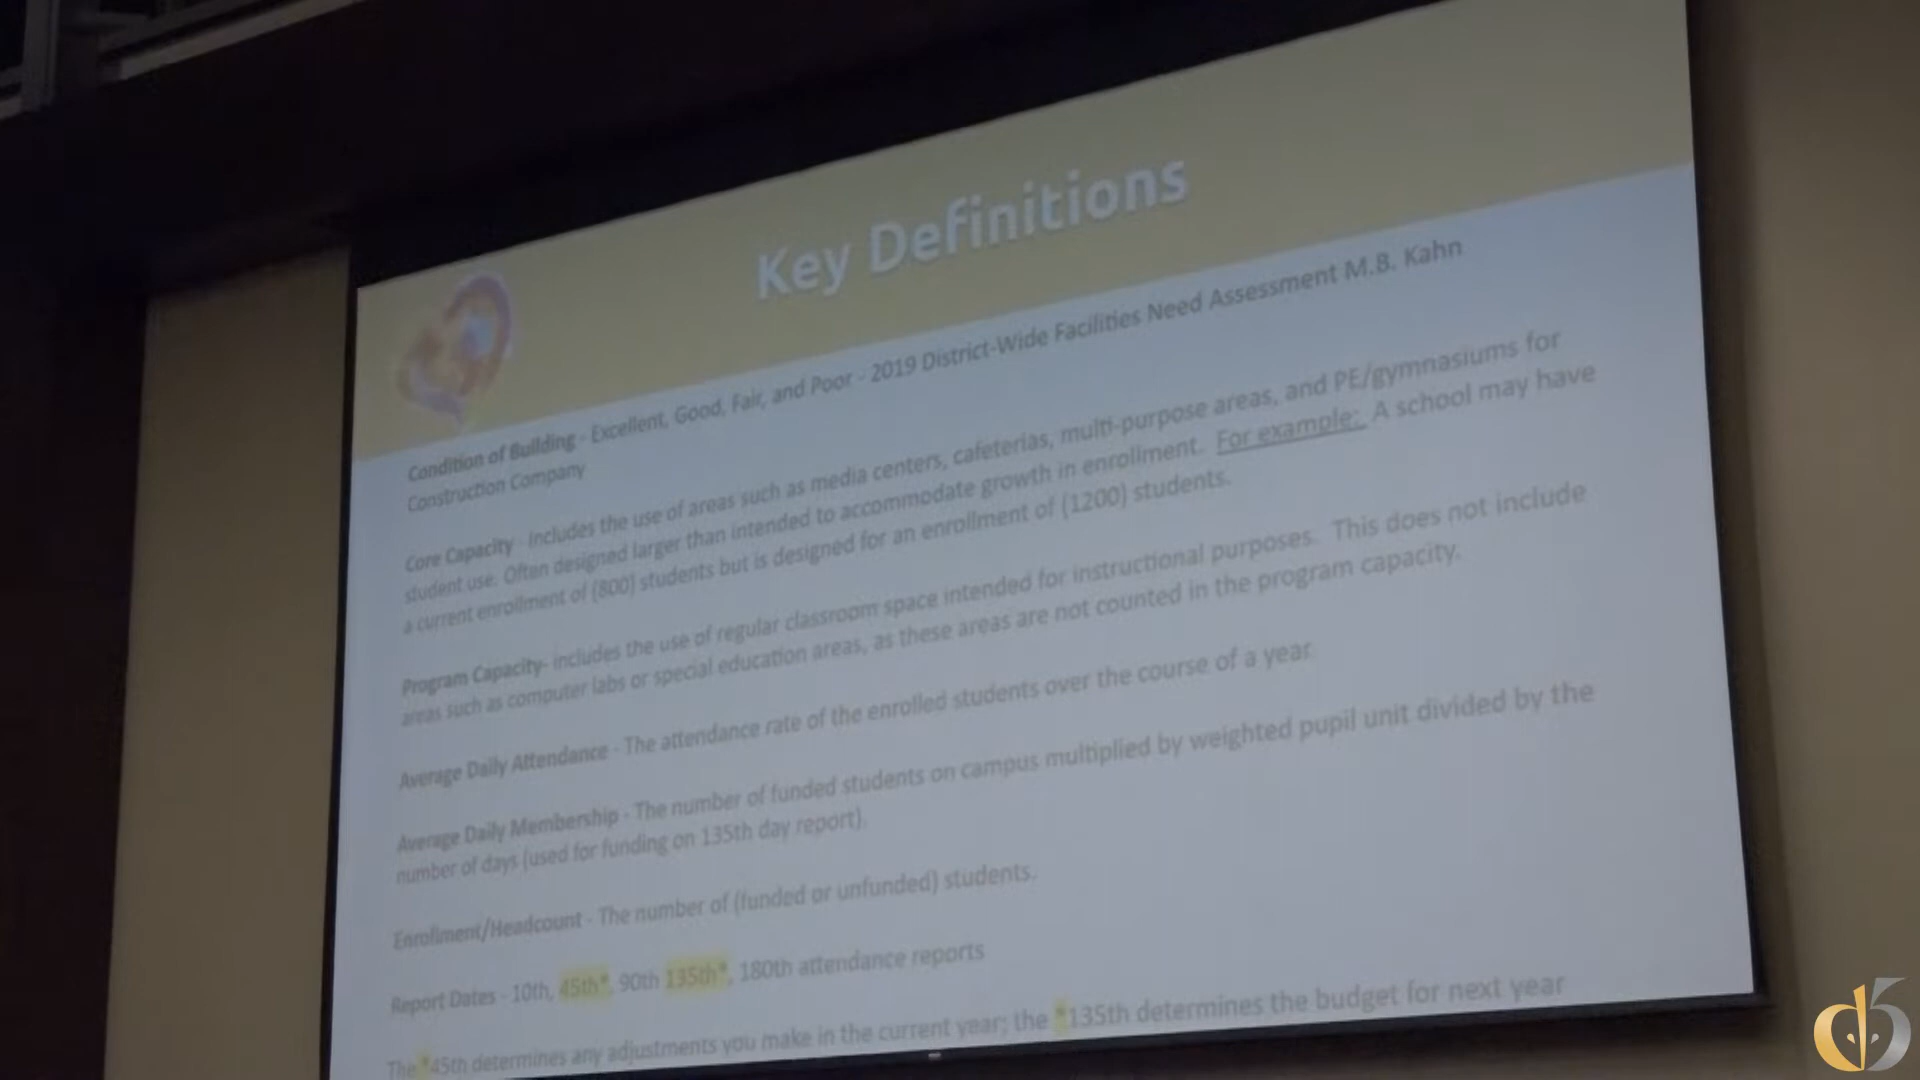 Key Definitions
Condition of Building - Excellent, Good, Fair, and Poor - 2019 District-Wide Facilities Need Assessment M.B. Kahn
Construction Company
Core Capacity - includes the use of areas such as media centers, cafeterias, multi-purpose areas, and PE/gymnasiums for
student use. Often designed larger than intended to accommodate growth in enrollment. For example: A school may have
a current enrollment of (800) students but is designed for an enrollment of (1200) students.
Program Capacity- includes the use of regular classroom space intended for instructional purposes. This does not include
areas such as computer labs or special education areas, as these areas are not counted in the program capacity.
Average Daily Attendance - The attendance rate of the enrolled students over the course of a year
Average Daily Membership - The number of funded students on campus multiplied by weighted pupil unit divided by the
number of days (used for funding on 135th day report).
Enrollment/Headcount - The number of (funded or unfunded) students.
Report Dates - 10th, 45th*, 90th 135th*, 180th attendance reports
The *45th determines any adjustments you make in the current year; the *135th determines the budget for next year
d5